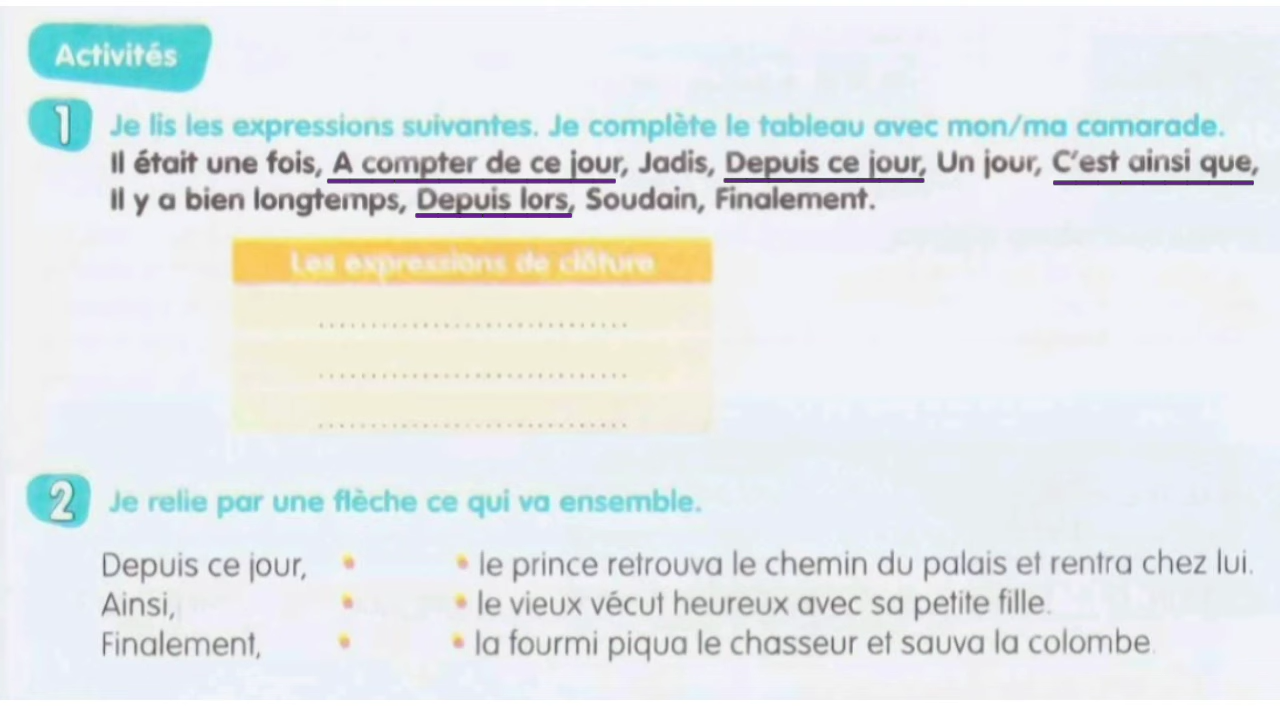 Activités
1 Je lis les expressions suivantes. Je complète le tableau avec mon/ma camarade.
Il était une fois, A compter de ce jour, Jadis, Depuis ce jour, Un jour, C'est ainsi que,
Il y a bien longtemps, Depuis lors, Soudain, Finalement.
Les expressions de clôture
..............................
..............................
..............................
2 Je relie par une flèche ce qui va ensemble.
Depuis ce jour, • • le prince retrouva le chemin du palais et rentra chez lui.
Ainsi, • • le vieux vécut heureux avec sa petite fille.
Finalement, • • la fourmi piqua le chasseur et sauva la colombe.